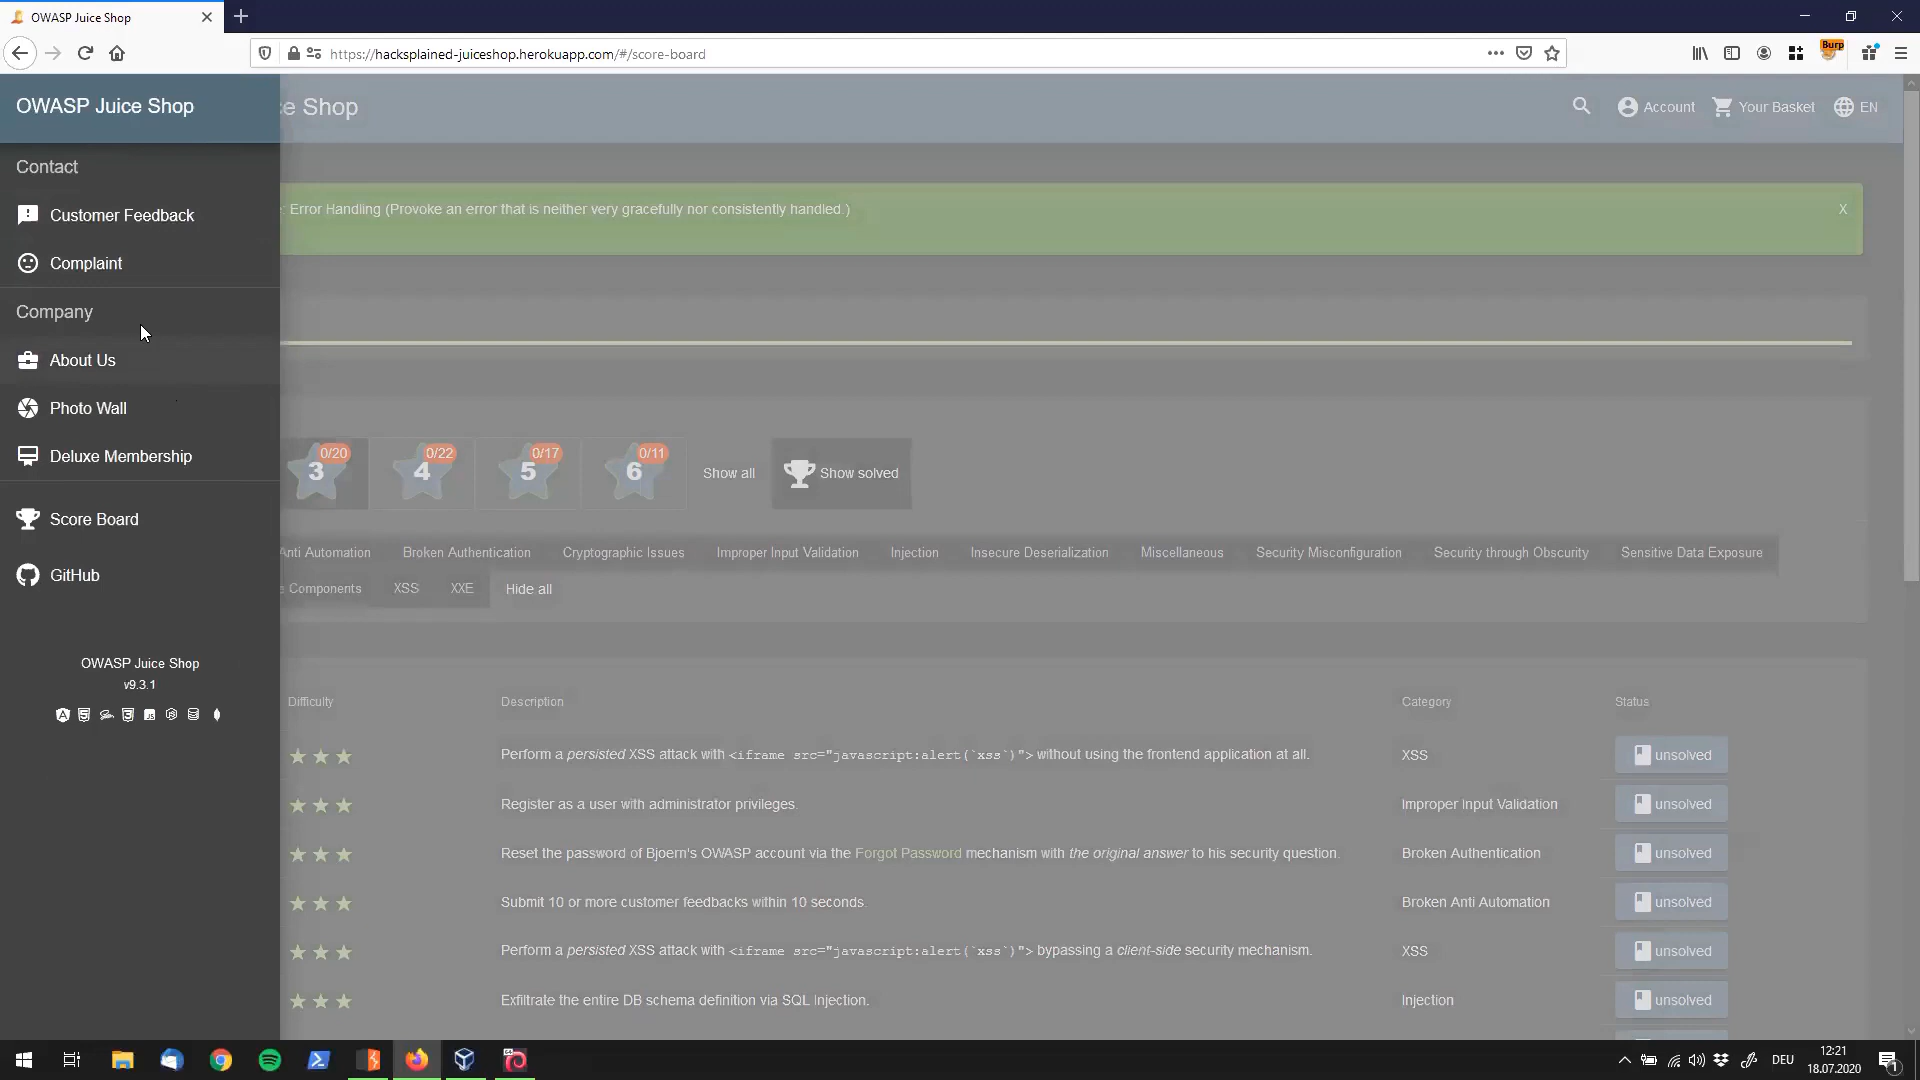 OWASP Juice Shop
https://hacksplained-juiceshop.herokuapp.com/#/score-board
Burp
OWASP Juice Shop
ce Shop
Account
Your Basket
EN
Contact
Customer Feedback
Complaint
Company
About Us
Photo Wall
Deluxe Membership
Score Board
GitHub
OWASP Juice Shop
v9.3.1
: Error Handling (Provoke an error that is neither very gracefully nor consistently handled.)
X
3 0/20
4 0/22
5 0/17
6 0/11
Show all
Show solved
Anti Automation Broken Authentication Cryptographic Issues Improper Input Validation Injection Insecure Deserialization Miscellaneous Security Misconfiguration Security through Obscurity Sensitive Data Exposure
e Components XSS XXE Hide all
Difficulty Description Category Status
Perform a persisted XSS attack with <iframe src="javascript:alert(`xss`)"> without using the frontend application at all. XSS unsolved
Register as a user with administrator privileges. Improper Input Validation unsolved
Reset the password of Bjoern's OWASP account via the Forgot Password mechanism with the original answer to his security question. Broken Authentication unsolved
Submit 10 or more customer feedbacks within 10 seconds. Broken Anti Automation unsolved
Perform a persisted XSS attack with <iframe src="javascript:alert(`xss`)"> bypassing a client-side security mechanism. XSS unsolved
Exfiltrate the entire DB schema definition via SQL Injection. Injection unsolved
DEU
12:21
18.07.2020
1